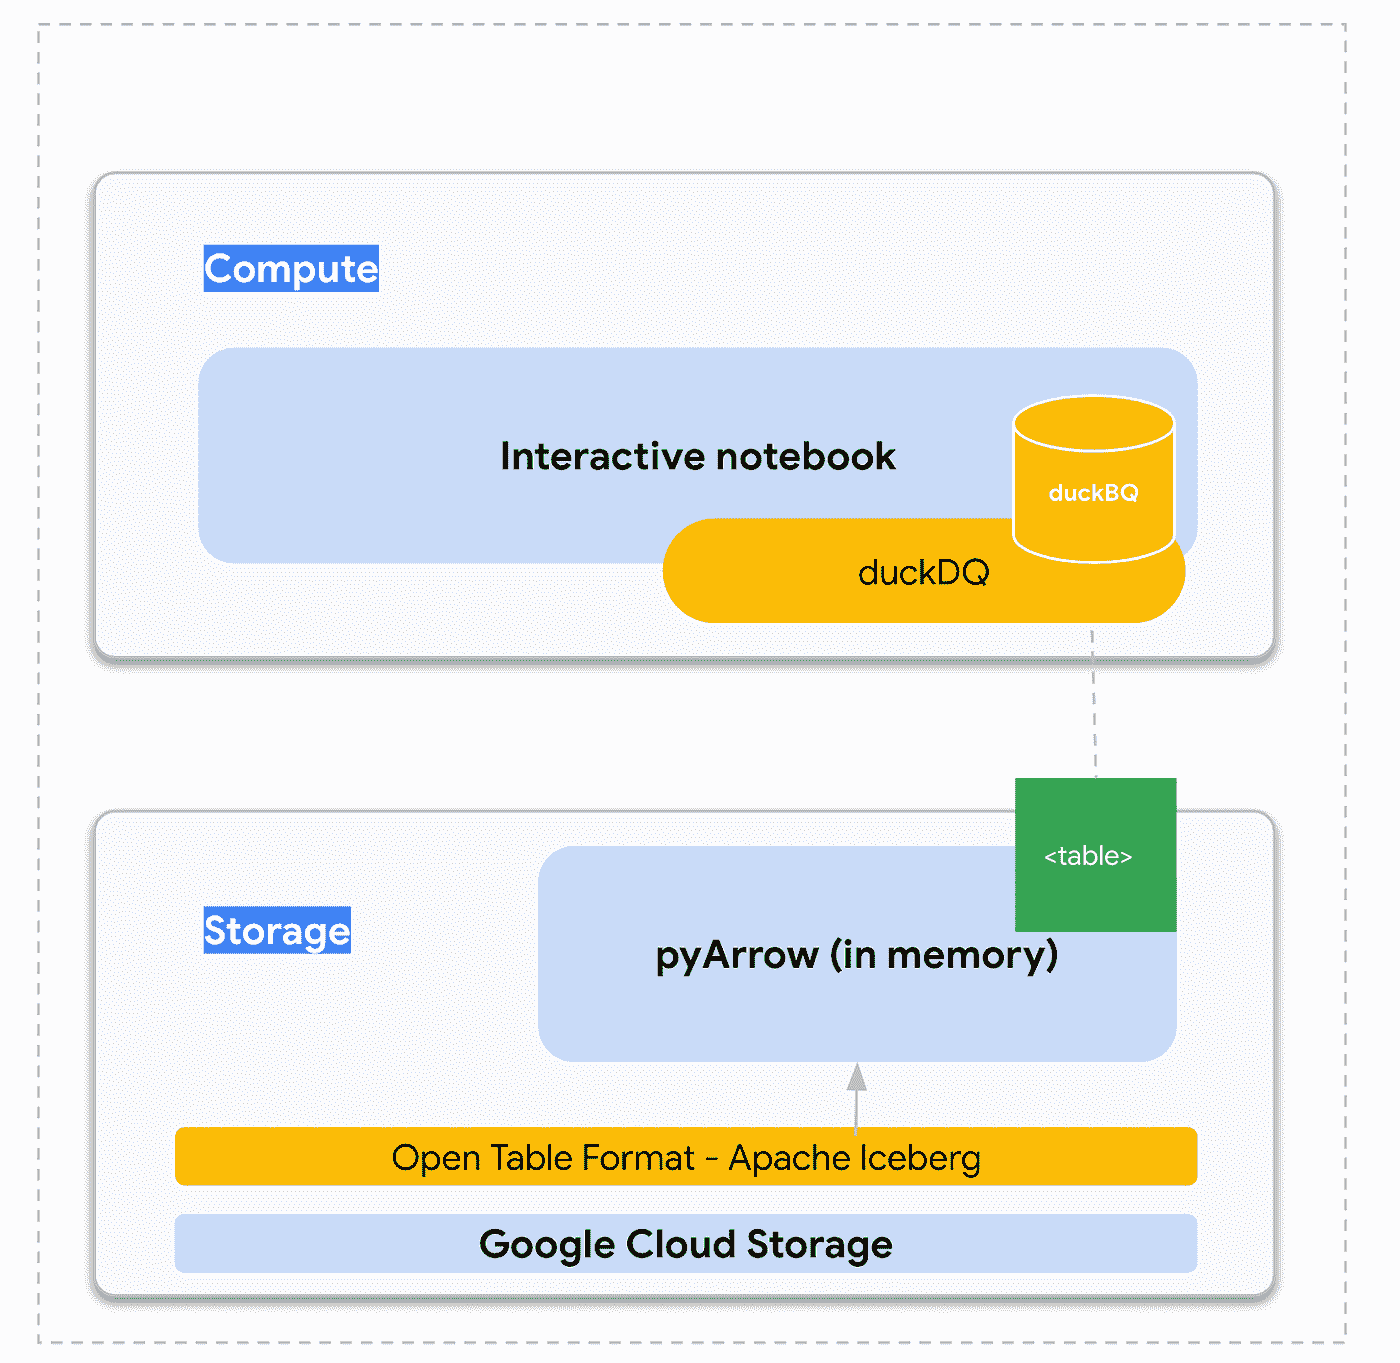 Compute
Interactive notebook
duckBQ
duckDQ
<table>
Storage
pyArrow (in memory)
Open Table Format - Apache Iceberg
Google Cloud Storage